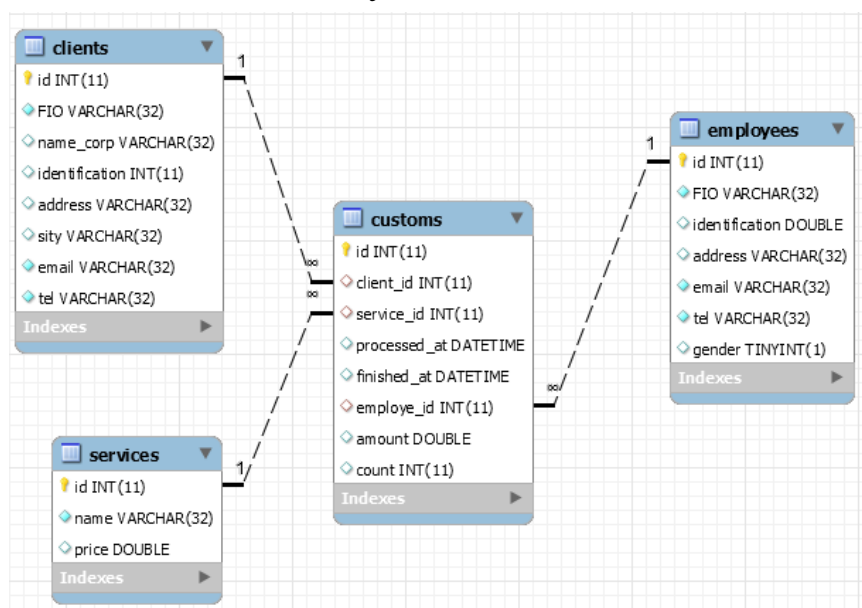 clients
id INT(11)
FIO VARCHAR(32)
name_corp VARCHAR(32)
identification INT(11)
address VARCHAR(32)
sity VARCHAR(32)
email VARCHAR(32)
tel VARCHAR(32)
Indexes
1
∞
∞
1
services
id INT(11)
name VARCHAR(32)
price DOUBLE
Indexes
customs
id INT(11)
client_id INT(11)
service_id INT(11)
processed_at DATETIME
finished_at DATETIME
employe_id INT(11)
amount DOUBLE
count INT(11)
Indexes
∞
1
employees
id INT(11)
FIO VARCHAR(32)
identification DOUBLE
address VARCHAR(32)
email VARCHAR(32)
tel VARCHAR(32)
gender TINYINT(1)
Indexes